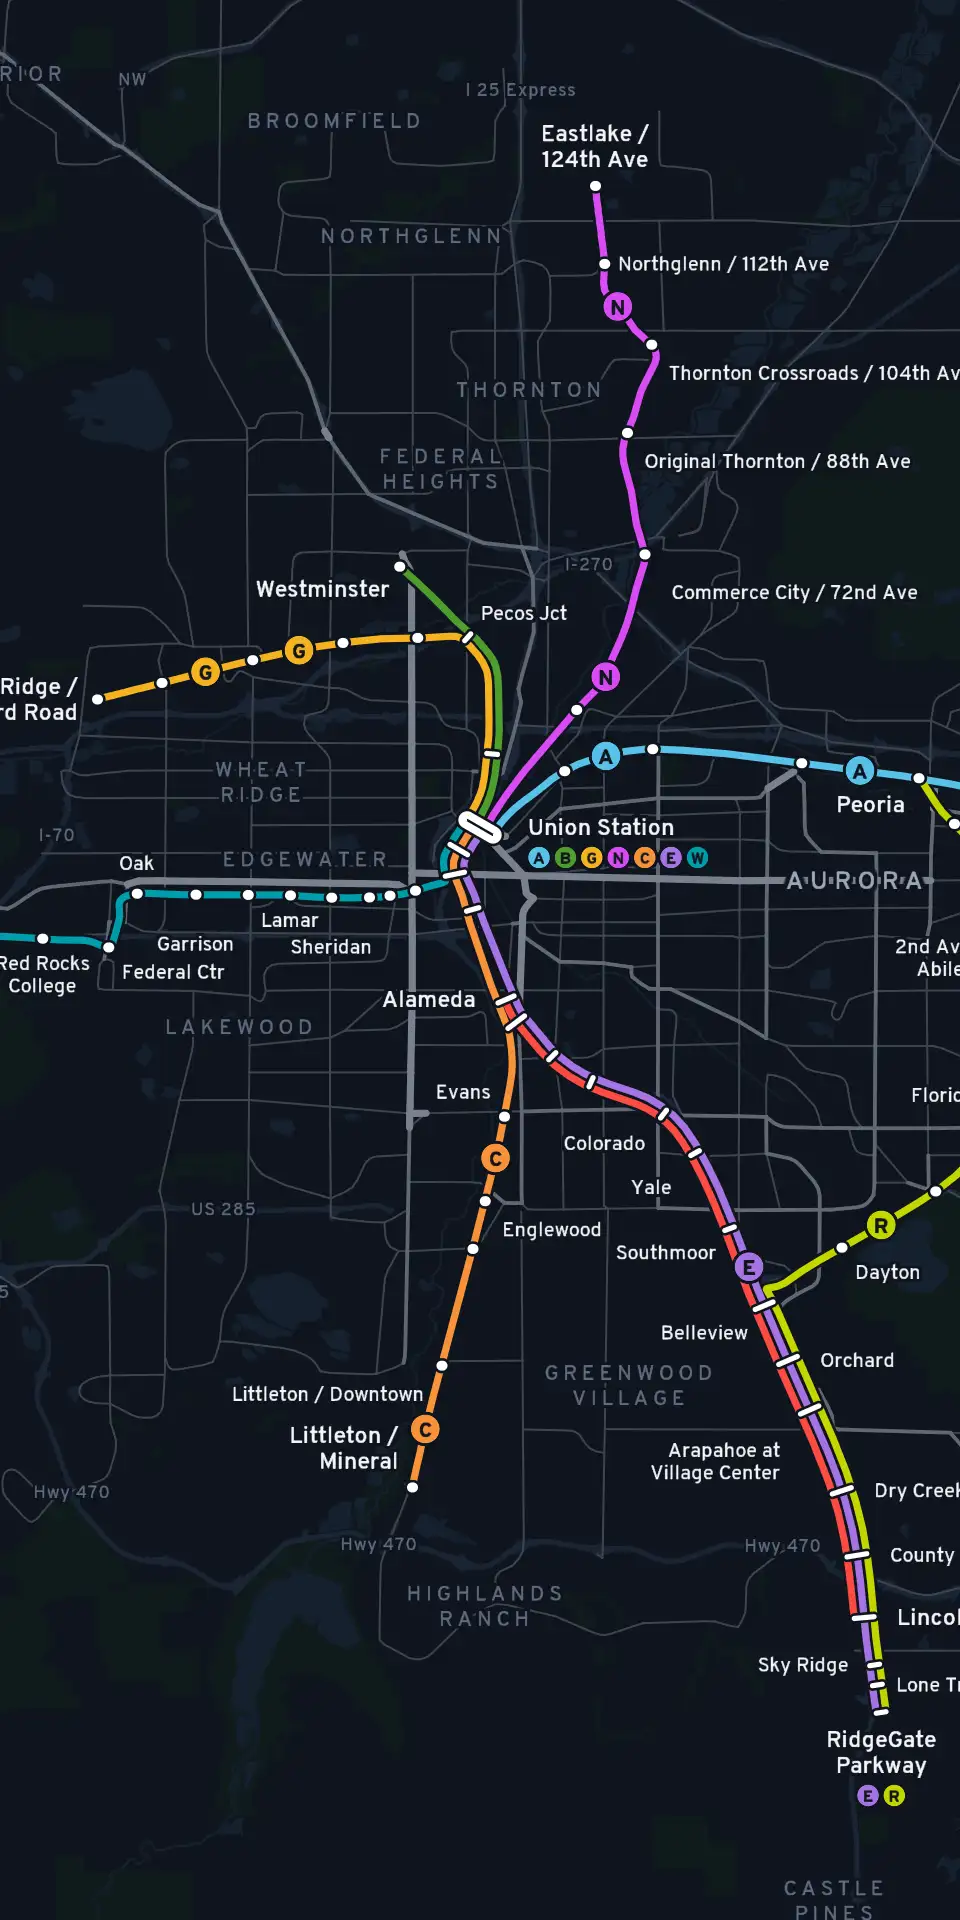 RIOR
NW
I 25 Express
BROOMFIELD
Eastlake /
124th Ave
NORTHGLENN
Northglenn / 112th Ave
N
Thornton Crossroads / 104th Av
THORNTON
FEDERAL
HEIGHTS
Original Thornton / 88th Ave
I-270
Westminster
Commerce City / 72nd Ave
Pecos Jct
G
G
N
Ridge /
rd Road
A
A
WHEAT
RIDGE
Peoria
Union Station
I-70
A B G N C E W
Oak
EDGEWATER
AURORA
Lamar
Garrison
Sheridan
2nd Av
Abile
Red Rocks
College
Federal Ctr
Alameda
LAKEWOOD
Evans
Florid
Colorado
C
Yale
US 285
Englewood
R
Southmoor
E
Dayton
5
Belleview
Orchard
GREENWOOD
VILLAGE
Littleton / Downtown
C
Littleton /
Mineral
Arapahoe at
Village Center
Hwy 470
Dry Creek
Hwy 470
Hwy 470
County
HIGHLANDS
RANCH
Lincol
Sky Ridge
Lone Tr
RidgeGate
Parkway
E R
CASTLE
PINES